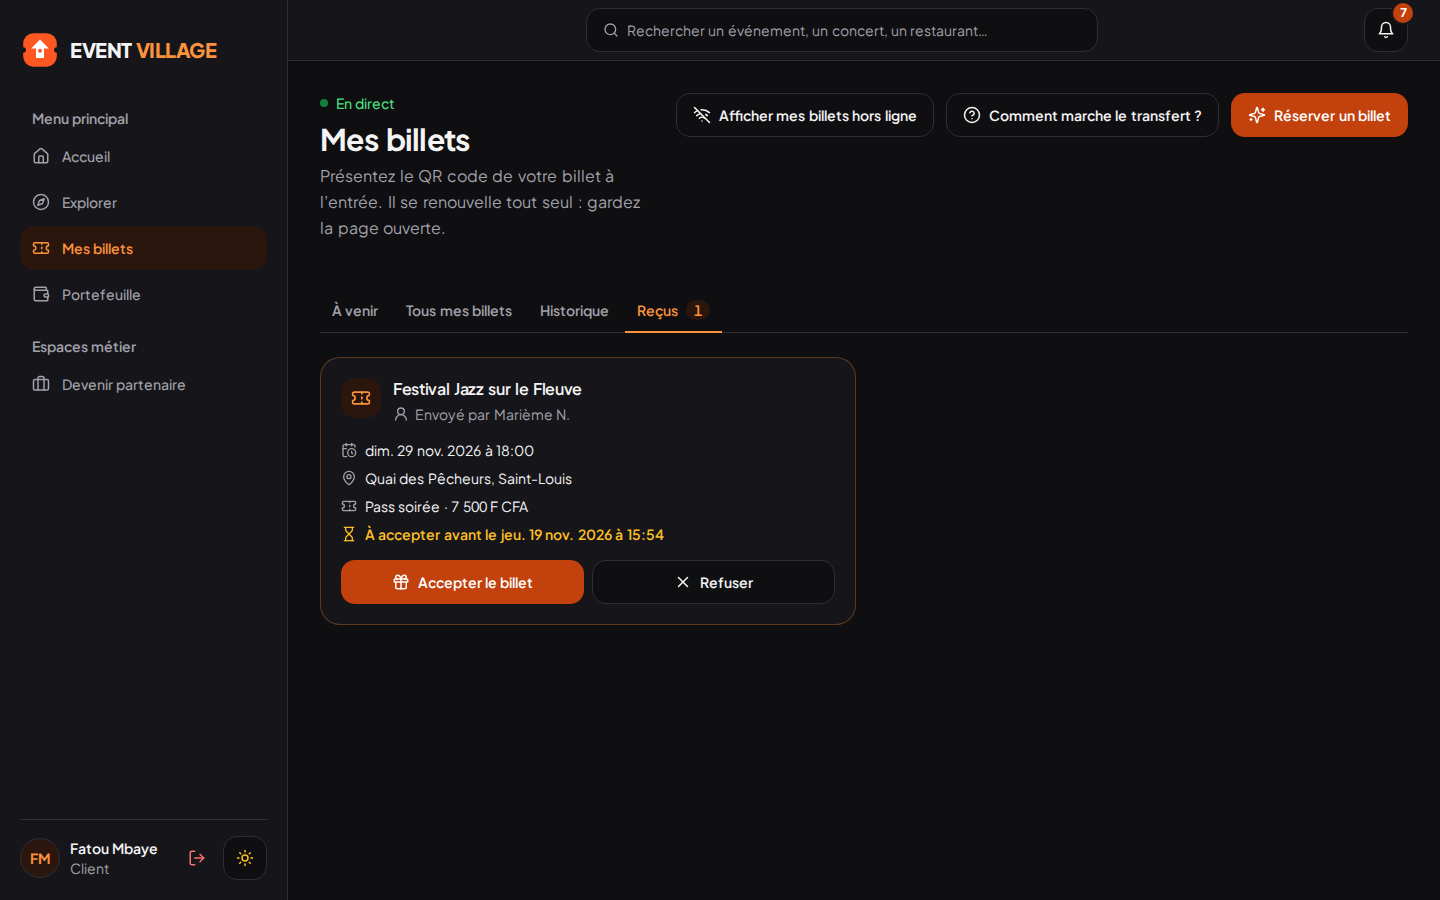 EVENT VILLAGE
Menu principal
Accueil
Explorer
Mes billets
Portefeuille
Espaces métier
Devenir partenaire
Fatou Mbaye
Client
FM
Rechercher un événement, un concert, un restaurant...
7
En direct
Mes billets
Présentez le QR code de votre billet à
l'entrée. Il se renouvelle tout seul : gardez
la page ouverte.
Afficher mes billets hors ligne
Comment marche le transfert ?
Réserver un billet
À venir
Tous mes billets
Historique
Reçus 1
Festival Jazz sur le Fleuve
Envoyé par Marième N.
dim. 29 nov. 2026 à 18:00
Quai des Pêcheurs, Saint-Louis
Pass soirée · 7 500 F CFA
À accepter avant le jeu. 19 nov. 2026 à 15:54
Accepter le billet
Refuser